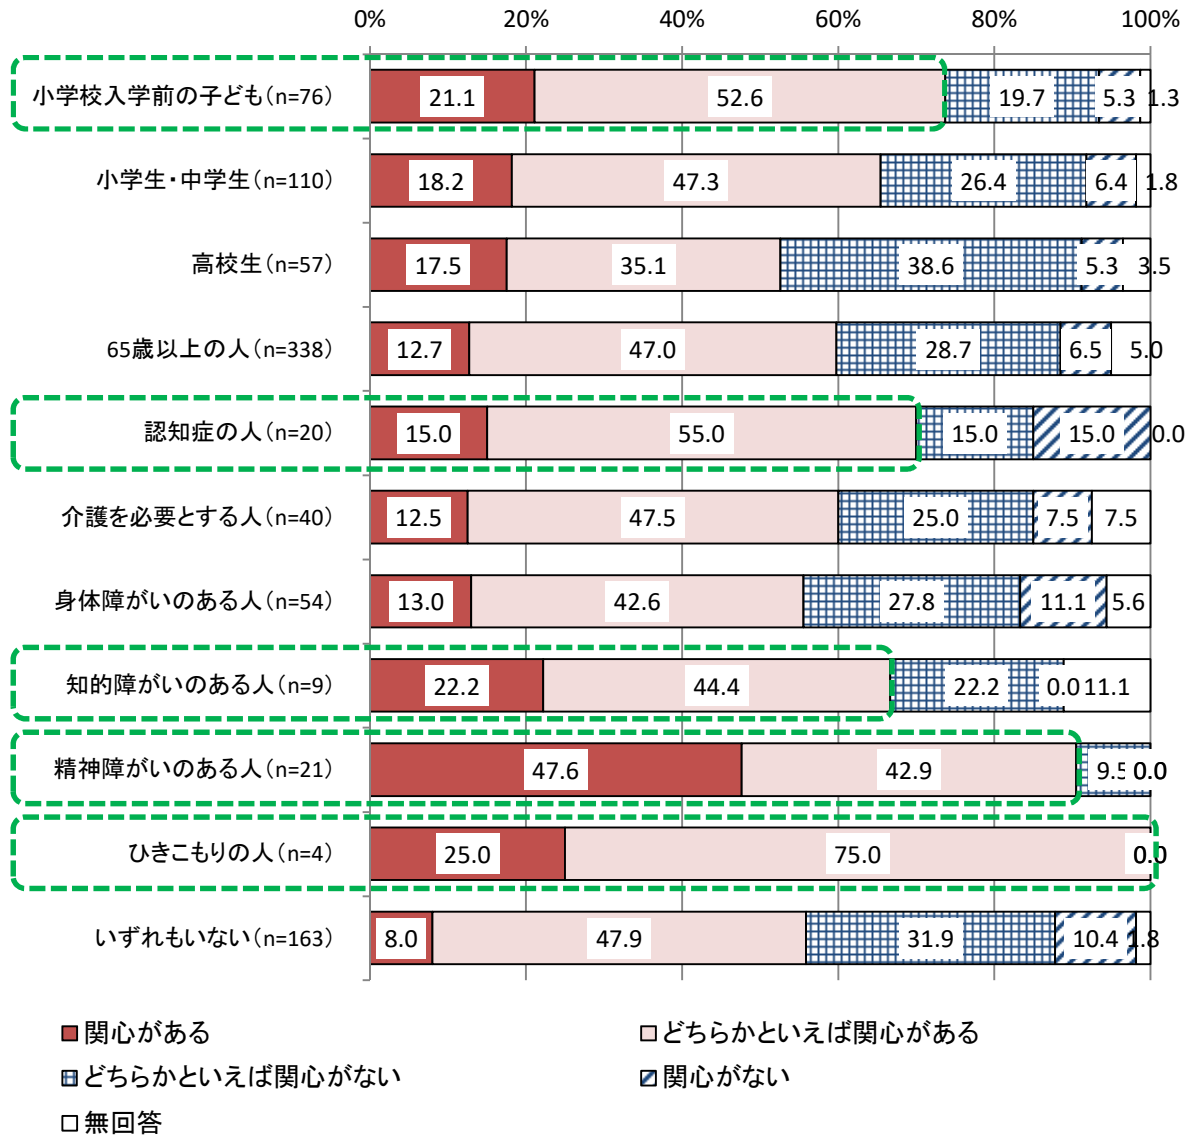 0% 20% 40% 60% 80% 100%
小学校入学前の子ども(n=76) 21.1 52.6 19.7 5.3 1.3
小学生・中学生(n=110) 18.2 47.3 26.4 6.4 1.8
高校生(n=57) 17.5 35.1 38.6 5.3 3.5
65歳以上の人(n=338) 12.7 47.0 28.7 6.5 5.0
認知症の人(n=20) 15.0 55.0 15.0 15.0 0.0
介護を必要とする人(n=40) 12.5 47.5 25.0 7.5 7.5
身体障がいのある人(n=54) 13.0 42.6 27.8 11.1 5.6
知的障がいのある人(n=9) 22.2 44.4 22.2 0.0 11.1
精神障がいのある人(n=21) 47.6 42.9 9.5 0.0
ひきこもりの人(n=4) 25.0 75.0 0.0
いずれもいない(n=163) 8.0 47.9 31.9 10.4 1.8
関心がある どちらかといえば関心がある
どちらかといえば関心がない 関心がない
無回答